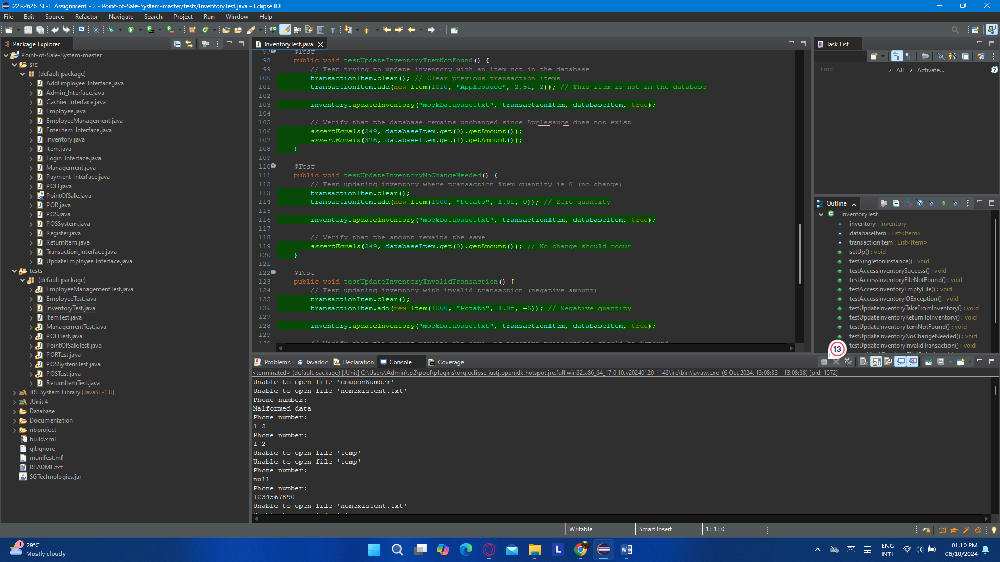 22I-2626_SE-E_Assignment - 2 - Point-of-Sale-System-master/tests/InventoryTest.java - Eclipse IDE
File Edit Source Refactor Navigate Search Project Run Window Help
Package Explorer
Point-of-Sale-System-master
src
(default package)
AddEmployee_Interface.java
Admin_Interface.java
Cashier_Interface.java
Employee.java
EmployeeManagement.java
EnterItem_Interface.java
Inventory.java
Item.java
Login_Interface.java
Management.java
Payment_Interface.java
POH.java
PointOfSale.java
POR.java
POS.java
POSSystem.java
Register.java
ReturnItem.java
Transaction_Interface.java
UpdateEmployee_Interface.java
tests
(default package)
EmployeeManagementTest.java
EmployeeTest.java
InventoryTest.java
ItemTest.java
ManagementTest.java
POHTest.java
PointOfSaleTest.java
PORTest.java
POSSystemTest.java
POSTest.java
ReturnItemTest.java
JRE System Library [JavaSE-1.8]
JUnit 4
Database
Documentation
nbproject
build.xml
gitignore
manifest.mf
README.txt
SGTechnologies.jar
InventoryTest.java
97 @Test
98 public void testUpdateInventoryItemNotFound() {
99 // Test trying to update inventory with an item not in the database
100 transactionItem.clear(); // Clear previous transaction items
101 transactionItem.add(new Item(1010, "Applesauce", 2.5f, 2)); // This item is not in the database
102
103 inventory.updateInventory("mockDatabase.txt", transactionItem, databaseItem, true);
104
105 // Verify that the database remains unchanged since Applesauce does not exist
106 assertEquals(249, databaseItem.get(0).getAmount());
107 assertEquals(376, databaseItem.get(1).getAmount());
108 }
109
110 @Test
111 public void testUpdateInventoryNoChangeNeeded() {
112 // Test updating inventory where transaction item quantity is 0 (no change)
113 transactionItem.clear();
114 transactionItem.add(new Item(1000, "Potato", 1.0f, 0)); // Zero quantity
115
116 inventory.updateInventory("mockDatabase.txt", transactionItem, databaseItem, true);
117
118 // Verify that the amount remains the same
119 assertEquals(249, databaseItem.get(0).getAmount()); // No change should occur
120 }
121
122 @Test
123 public void testUpdateInventoryInvalidTransaction() {
124 // Test updating inventory with invalid transaction (negative amount)
125 transactionItem.clear();
126 transactionItem.add(new Item(1000, "Potato", 1.0f, -5)); // Negative quantity
127
128 inventory.updateInventory("mockDatabase.txt", transactionItem, databaseItem, true);
129
130 // Verify that the amount remains the same, as negative transactions should be ignored
Task List
Find All Activate...
Outline
InventoryTest
inventory : Inventory
databaseItem : List<Item>
transactionItem : List<Item>
setUp() : void
testSingletonInstance() : void
testAccessInventorySuccess() : void
testAccessInventoryFileNotFound() : void
testAccessInventoryEmptyFile() : void
testAccessInventoryIOException() : void
testUpdateInventoryTakeFromInventory() : void
testUpdateInventoryReturnToInventory() : void
testUpdateInventoryItemNotFound() : void
testUpdateInventoryNoChangeNeeded() : void
testUpdateInventoryInvalidTransaction() : void
13
Problems Javadoc Declaration Console Coverage
<terminated> (default package) [JUnit] C:\Users\Admin\.p2\pool\plugins\org.eclipse.justj.openjdk.hotspot.jre.full.win32.x86_64_17.0.10.v20240120-1143\jre\bin\javaw.exe (6 Oct 2024, 13:08:33 – 13:08:38) [pid: 1572]
Unable to open file 'couponNumber'
Unable to open file 'nonexistent.txt'
Phone number:
Malformed data
Phone number:
1 2
Phone number:
1 2
Unable to open file 'temp'
Unable to open file 'temp'
Phone number:
null
Phone number:
1234567890
Unable to open file 'nonexistent.txt'
Writable Smart Insert 1 : 1 : 0
1
29°C
Mostly cloudy
L
W
ENG
INTL
01:10 PM
06/10/2024